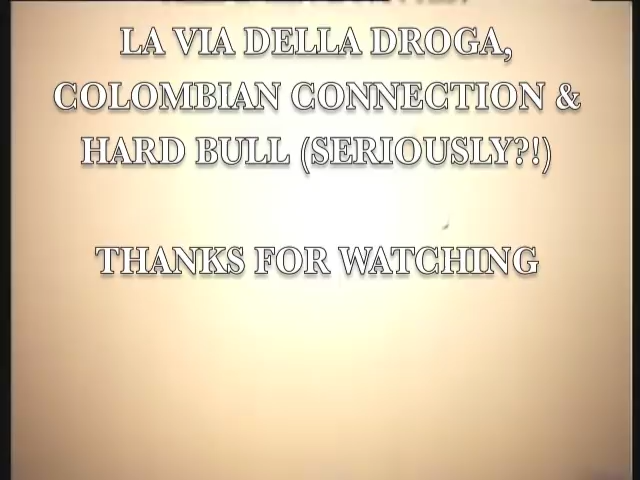 LA VIA DELLA DROGA,
COLOMBIAN CONNECTION &
HARD BULL (SERIOUSLY?!)
THANKS FOR WATCHING